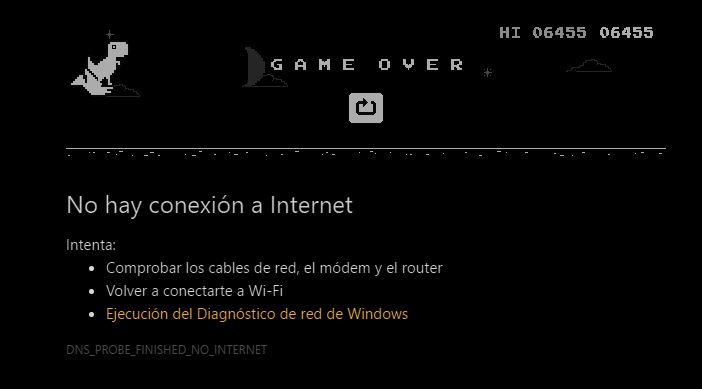 HI 06455 06455
GAME OVER
No hay conexión a Internet
Intenta:
Comprobar los cables de red, el módem y el router
Volver a conectarte a Wi-Fi
Ejecución del Diagnóstico de red de Windows
DNS_PROBE_FINISHED_NO_INTERNET